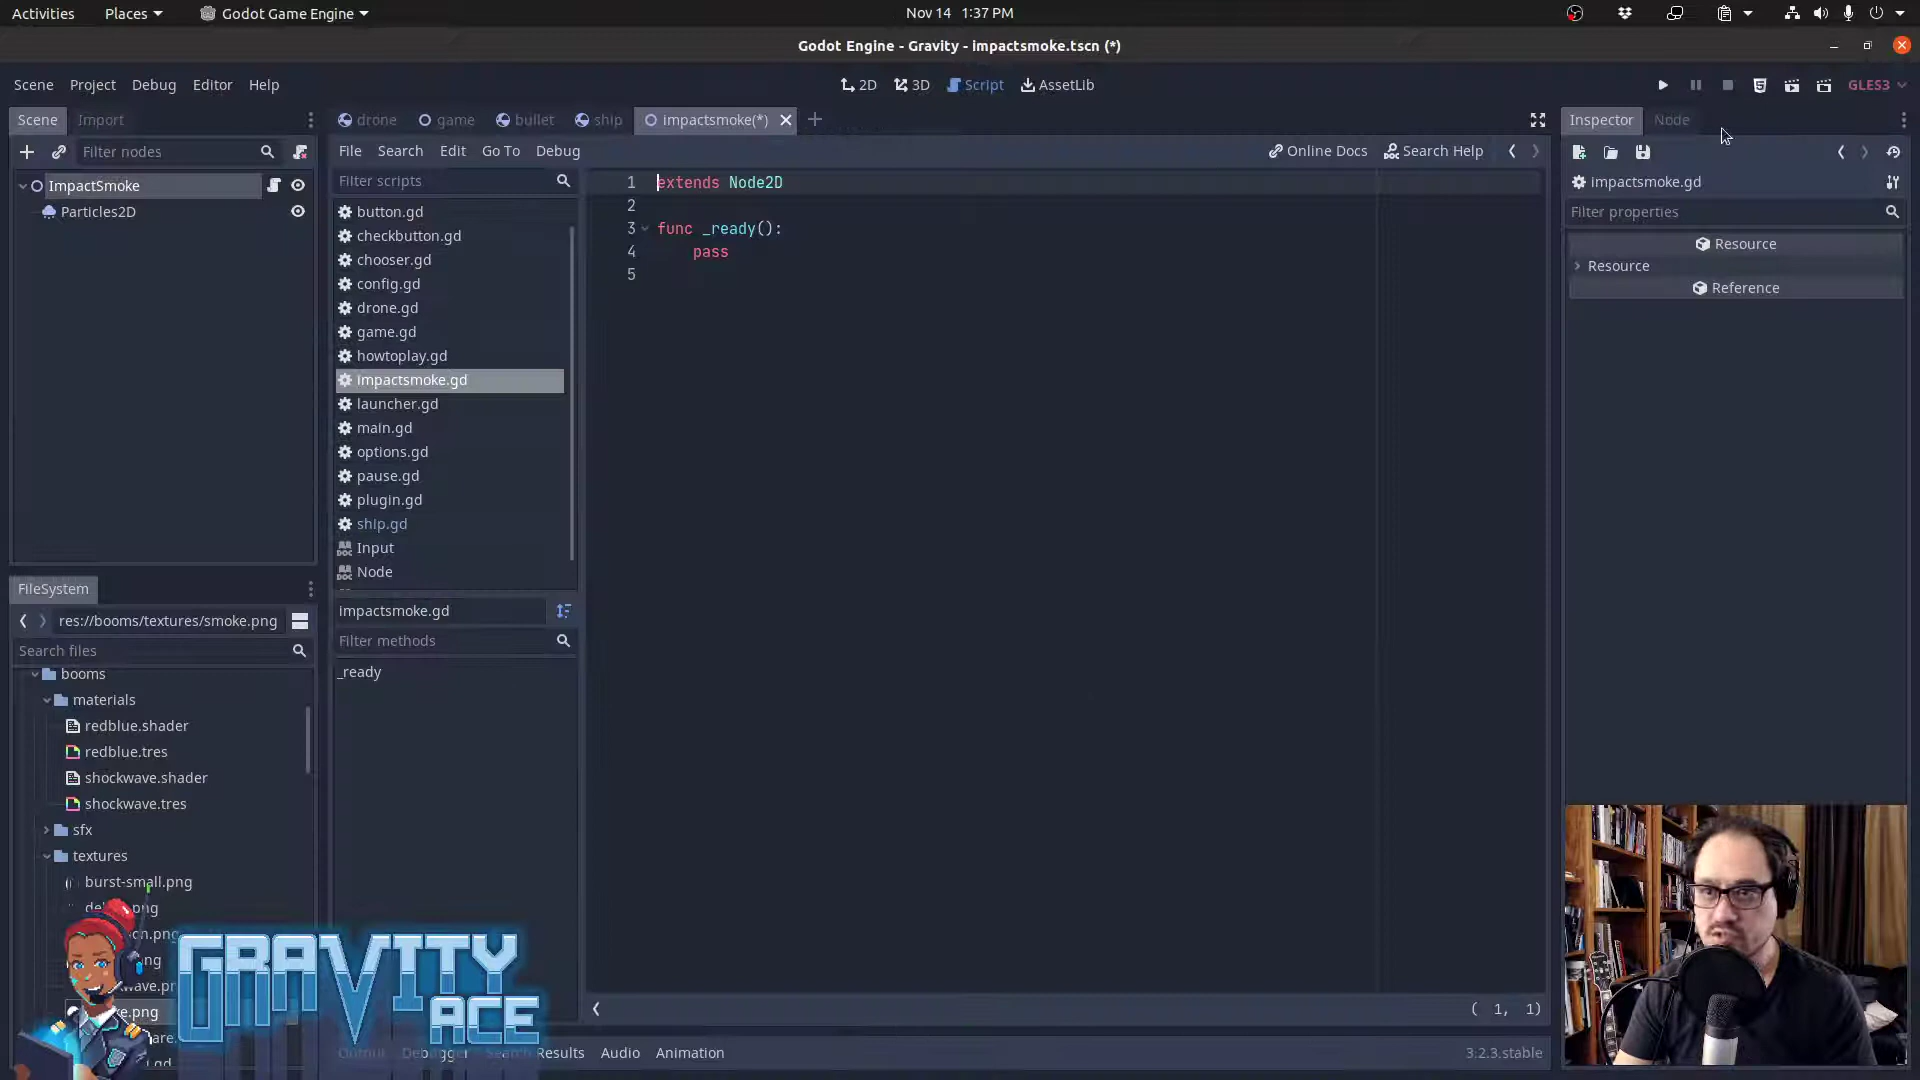 Activities Places Godot Game Engine Nov 14 1:37 PM
Godot Engine - Gravity - impactsmoke.tscn (*)
Scene Project Debug Editor Help 2D 3D Script AssetLib GLES3
Scene Import drone game bullet ship impactsmoke(*) Inspector Node
Filter nodes File Search Edit Go To Debug Online Docs Search Help
ImpactSmoke
Particles2D
Filter scripts
button.gd
checkbutton.gd
chooser.gd
config.gd
drone.gd
game.gd
howtoplay.gd
impactsmoke.gd
launcher.gd
main.gd
options.gd
pause.gd
plugin.gd
ship.gd
Input
Node
impactsmoke.gd
Filter methods
_ready
1 extends Node2D
2
3 func _ready():
4 pass
5
( 1, 1)
impactsmoke.gd
Filter properties
Resource
Resource
Reference
FileSystem
res://booms/textures/smoke.png
Search files
booms
materials
redblue.shader
redblue.tres
shockwave.shader
shockwave.tres
sfx
textures
burst-small.png
GRAVITY
ACE
Output Debugger Search Results Audio Animation 3.2.3.stable